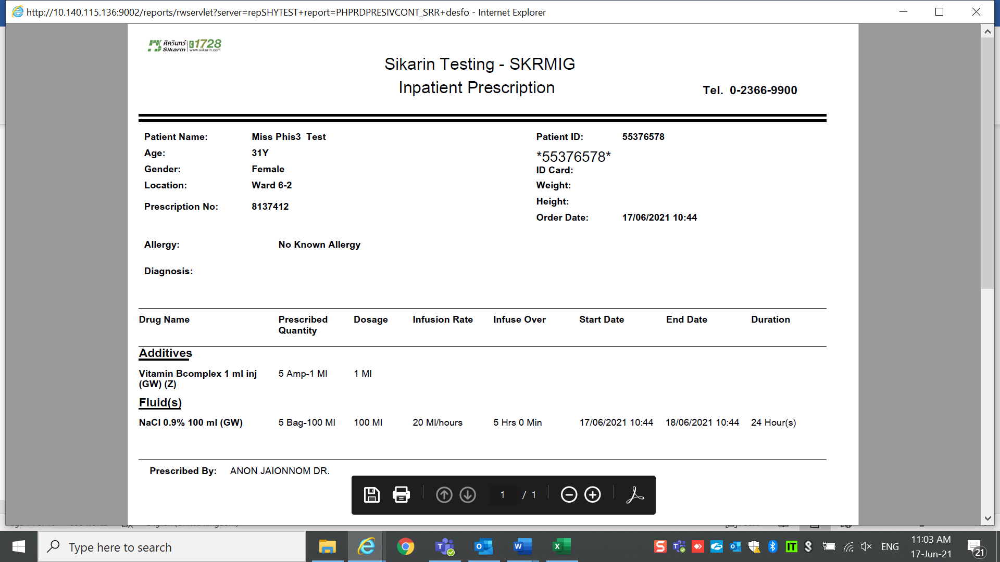 http://10.140.115.136:9002/reports/rwservlet?server=repSHYTEST+report=PHPRDPRESIVCONT_SRR+desfo - Internet Explorer
ศิครินทร์ 1728
Sikarin www.sikarin.com
Sikarin Testing - SKRMIG
Inpatient Prescription
Tel. 0-2366-9900
Patient Name: Miss Phis3 Test
Patient ID: 55376578
Age: 31Y
*55376578*
Gender: Female
ID Card:
Location: Ward 6-2
Weight:
Height:
Prescription No: 8137412
Order Date: 17/06/2021 10:44
Allergy: No Known Allergy
Diagnosis:
Drug Name Prescribed Dosage Infusion Rate Infuse Over Start Date End Date Duration
Quantity
Additives
Vitamin Bcomplex 1 ml inj 5 Amp-1 Ml 1 Ml
(GW) (Z)
Fluid(s)
NaCl 0.9% 100 ml (GW) 5 Bag-100 Ml 100 Ml 20 Ml/hours 5 Hrs 0 Min 17/06/2021 10:44 18/06/2021 10:44 24 Hour(s)
Prescribed By: ANON JAIONNOM DR.
1 / 1
Type here to search
ENG
11:03 AM
17-Jun-21
21